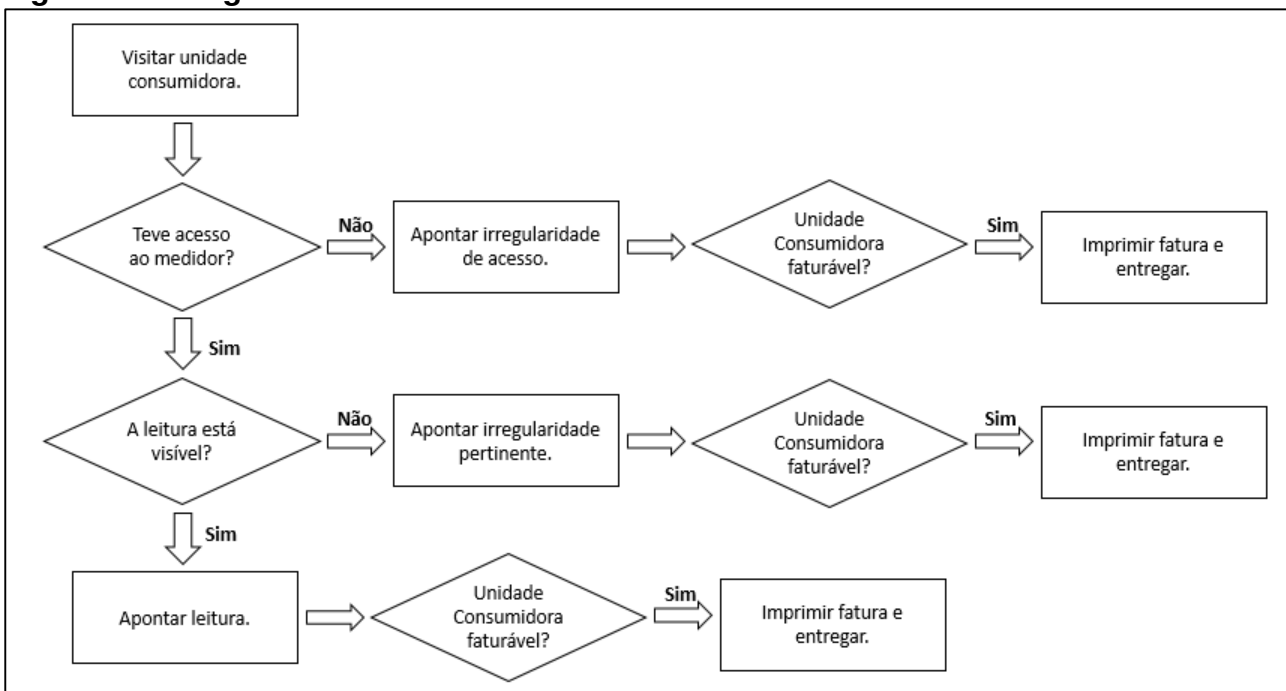 Visitar unidade
consumidora.
Teve acesso
ao medidor?
Não
Apontar irregularidade
de acesso.
Unidade
Consumidora
faturável?
Sim
Imprimir fatura e
entregar.
Sim
A leitura está
visível?
Não
Apontar irregularidade
pertinente.
Unidade
Consumidora
faturável?
Sim
Imprimir fatura e
entregar.
Sim
Apontar leitura.
Unidade
Consumidora
faturável?
Sim
Imprimir fatura e
entregar.